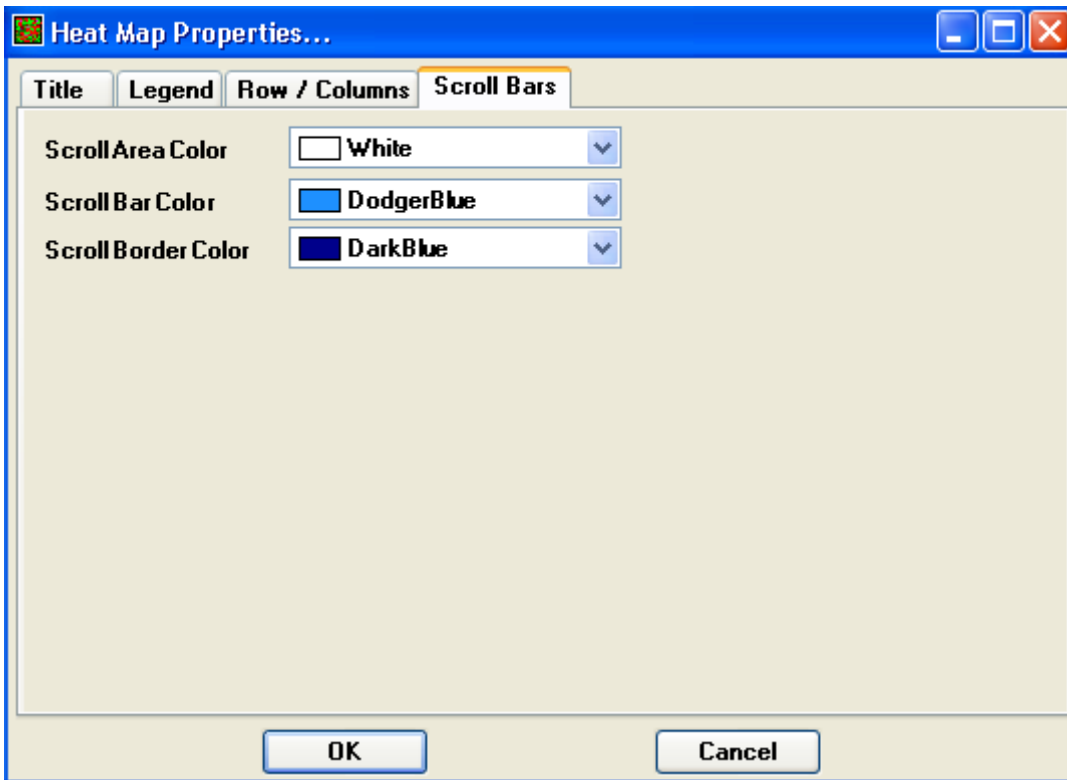 Heat Map Properties...
Title Legend Row / Columns Scroll Bars
Scroll Area Color White
Scroll Bar Color DodgerBlue
Scroll Border Color DarkBlue
OK Cancel